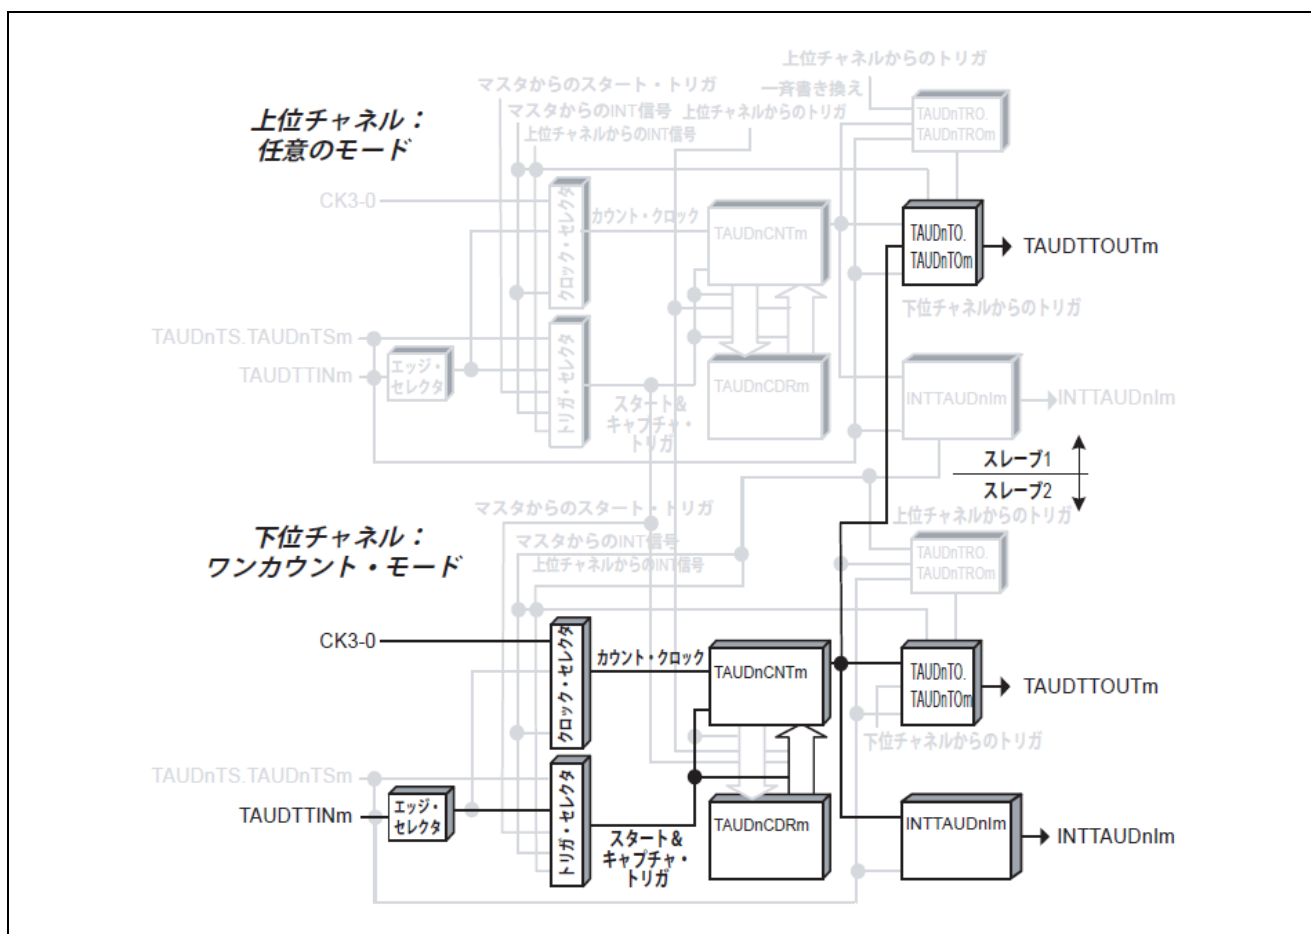 上位チャネルからのトリガ
マスタからのスタート・トリガ
一斉書き換え
マスタからのINT信号
上位チャネルからのトリガ
上位チャネルからのINT信号
上位チャネル：
任意のモード
TAUDnTRO.
TAUDnTROm
CK3-0
クロック・セレクタ
カウント・クロック
TAUDnCNTm
TAUDnTO.
TAUDnTOm
TAUDTTOUTm
下位チャネルからのトリガ
TAUDnTS.TAUDnTSm
TAUDTTINm
エッジ・
セレクタ
トリガ・セレクタ
スタート&
キャプチャ・
トリガ
TAUDnCDRm
INTTAUDnIm
INTTAUDnIm
スレーブ1
スレーブ2
マスタからのスタート・トリガ
上位チャネルからのトリガ
マスタからのINT信号
上位チャネルからのINT信号
下位チャネル：
ワンカウント・モード
TAUDnTRO.
TAUDnTROm
CK3-0
クロック・セレクタ
カウント・クロック
TAUDnCNTm
TAUDnTO.
TAUDnTOm
TAUDTTOUTm
下位チャネルからのトリガ
TAUDnTS.TAUDnTSm
TAUDTTINm
エッジ・
セレクタ
トリガ・セレクタ
スタート&
キャプチャ・
トリガ
TAUDnCDRm
INTTAUDnIm
INTTAUDnIm